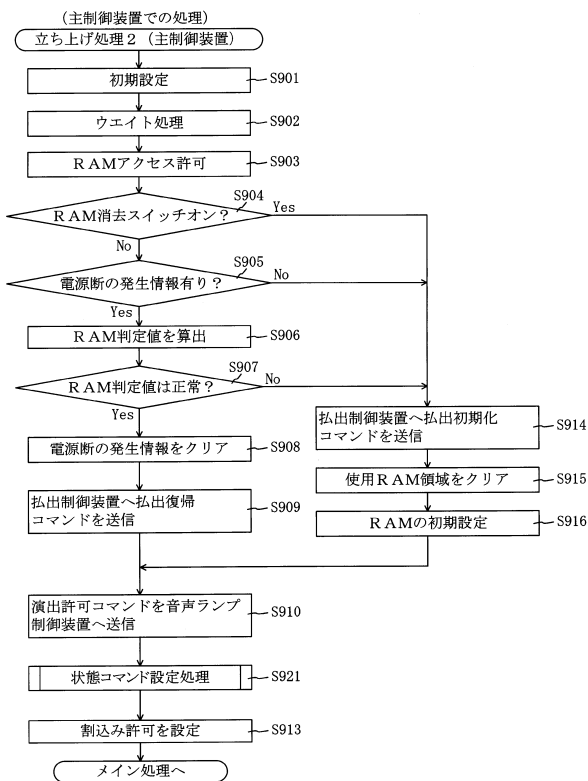 (主制御装置での処理)
立ち上げ処理2 (主制御装置)
初期設定
S901
ウエイト処理
S902
RAMアクセス許可
S903
S904
RAM消去スイッチオン?
Yes
No
S905
電源断の発生情報有り?
No
Yes
RAM判定値を算出
S906
S907
RAM判定値は正常?
No
Yes
電源断の発生情報をクリア
S908
払出制御装置へ払出復帰
コマンドを送信
S909
払出制御装置へ払出初期化
コマンドを送信
S914
使用RAM領域をクリア
S915
RAMの初期設定
S916
演出許可コマンドを音声ランプ
制御装置へ送信
S910
状態コマンド設定処理
S921
割込み許可を設定
S913
メイン処理へ